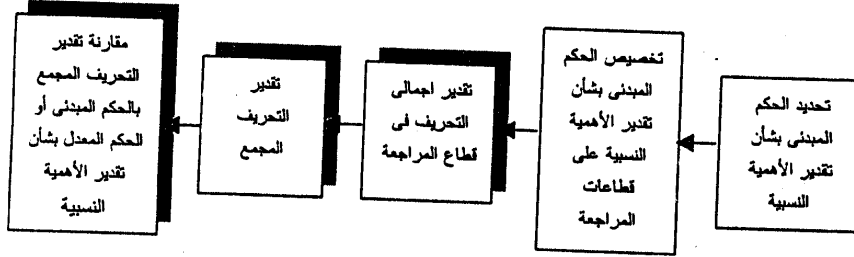 تحديد الحكم
المبدئى بشأن
تقدير الأهمية
النسبية
تخصيص الحكم
المبدئى بشأن
تقدير الأهمية
النسبية على
قطاعات
المراجعة
تقدير اجمالى
التحريف فى
قطاع المراجعة
تقدير
التحريف
المجمع
مقارنة تقدير
التحريف المجمع
بالحكم المبدئى أو
الحكم المعدل بشأن
تقدير الأهمية
النسبية